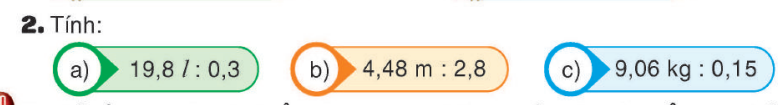 2. Tính:
a) 19,8 l : 0,3 b) 4,48 m : 2,8 c) 9,06 kg : 0,15